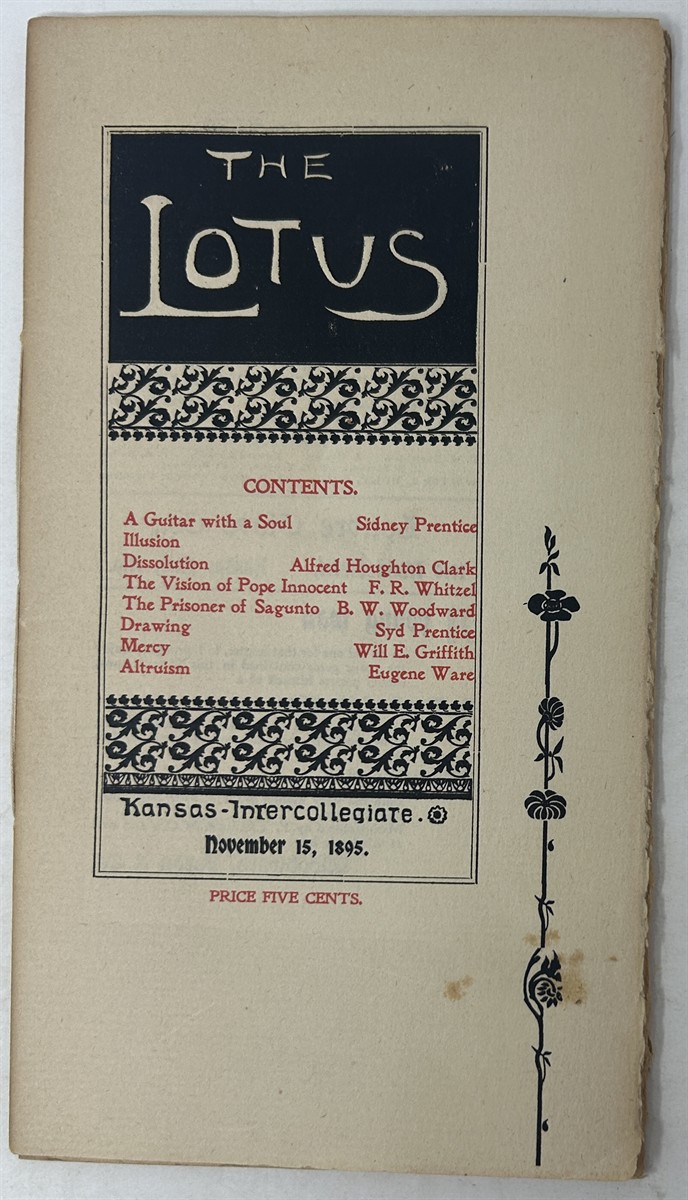 THE
LOTUS
CONTENTS.
A Guitar with a Soul Sidney Prentice
Illusion
Dissolution Alfred Houghton Clark
The Vision of Pope Innocent F. R. Whitzel
The Prisoner of Sagunto B. W. Woodward
Drawing Syd Prentice
Mercy Will E. Griffith
Altruism Eugene Ware
Kansas-Intercollegiate.
November 15, 1895.
PRICE FIVE CENTS.